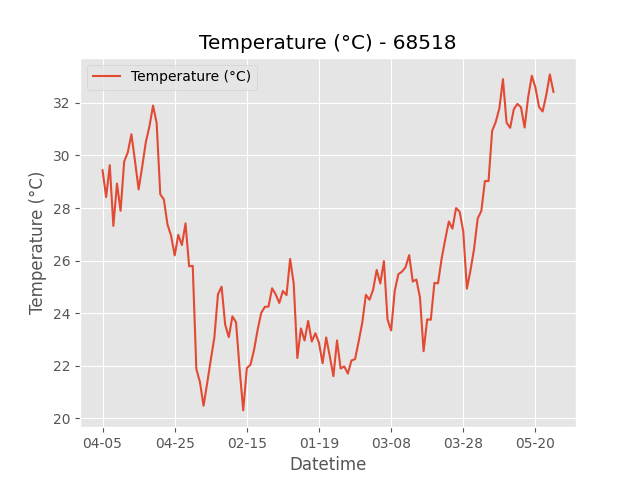 Temperature (°C) - 68518
Temperature (°C)
32
30
28
26
24
22
20
Temperature (°C)
04-05 04-25 02-15 01-19 03-08 03-28 05-20
Datetime